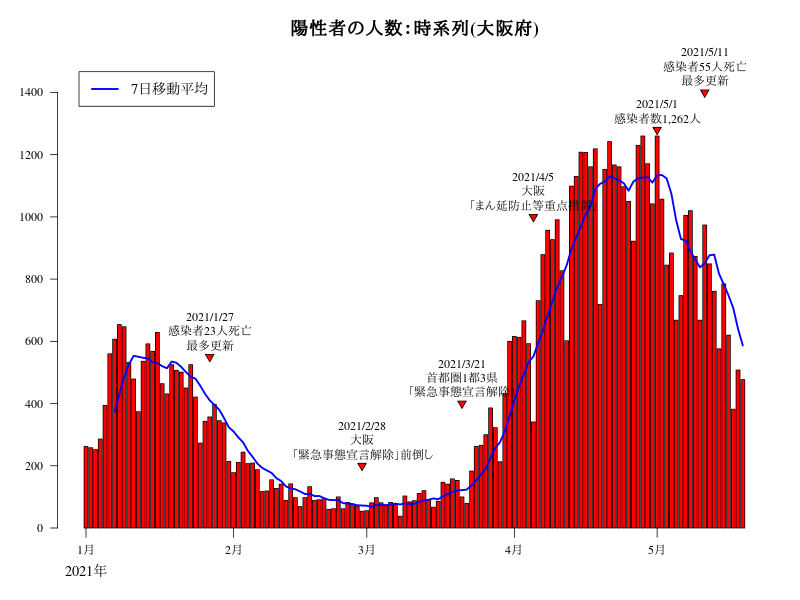 陽性者の人数：時系列(大阪府)
7日移動平均
2021/5/11
感染者55人死亡
最多更新
2021/5/1
感染者数1,262人
2021/4/5
大阪
「まん延防止等重点措置」
2021/1/27
感染者23人死亡
最多更新
2021/3/21
首都圏1都3県
「緊急事態宣言解除」
2021/2/28
大阪
「緊急事態宣言解除」前倒し
1400
1200
1000
800
600
400
200
0
1月
2月
3月
4月
5月
2021年